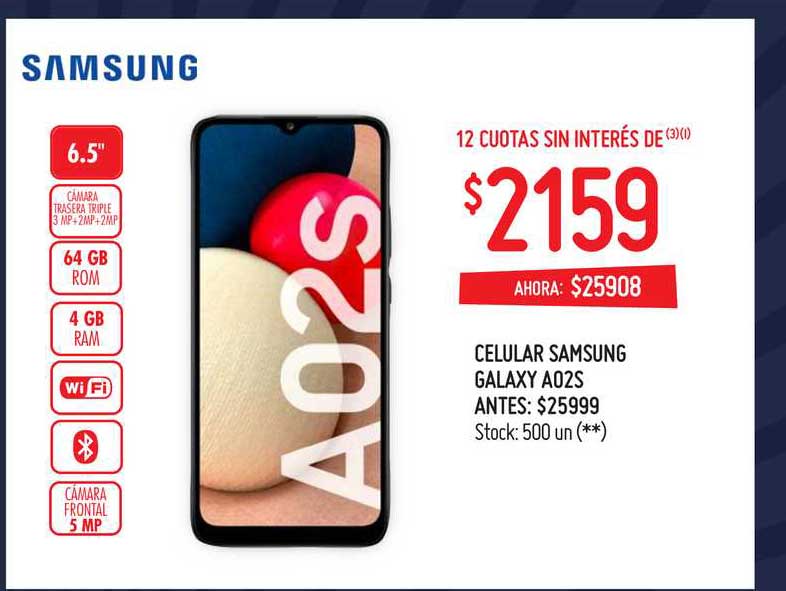 SAMSUNG
6.5"
CÁMARA
TRASERA TRIPLE
3 MP+2MP+2MP
64 GB
ROM
4 GB
RAM
WiFi
CÁMARA
FRONTAL
5 MP
A02S
12 CUOTAS SIN INTERÉS DE (3)(1)
$2159
AHORA: $25908
CELULAR SAMSUNG
GALAXY A02S
ANTES: $25999
Stock: 500 un (**)